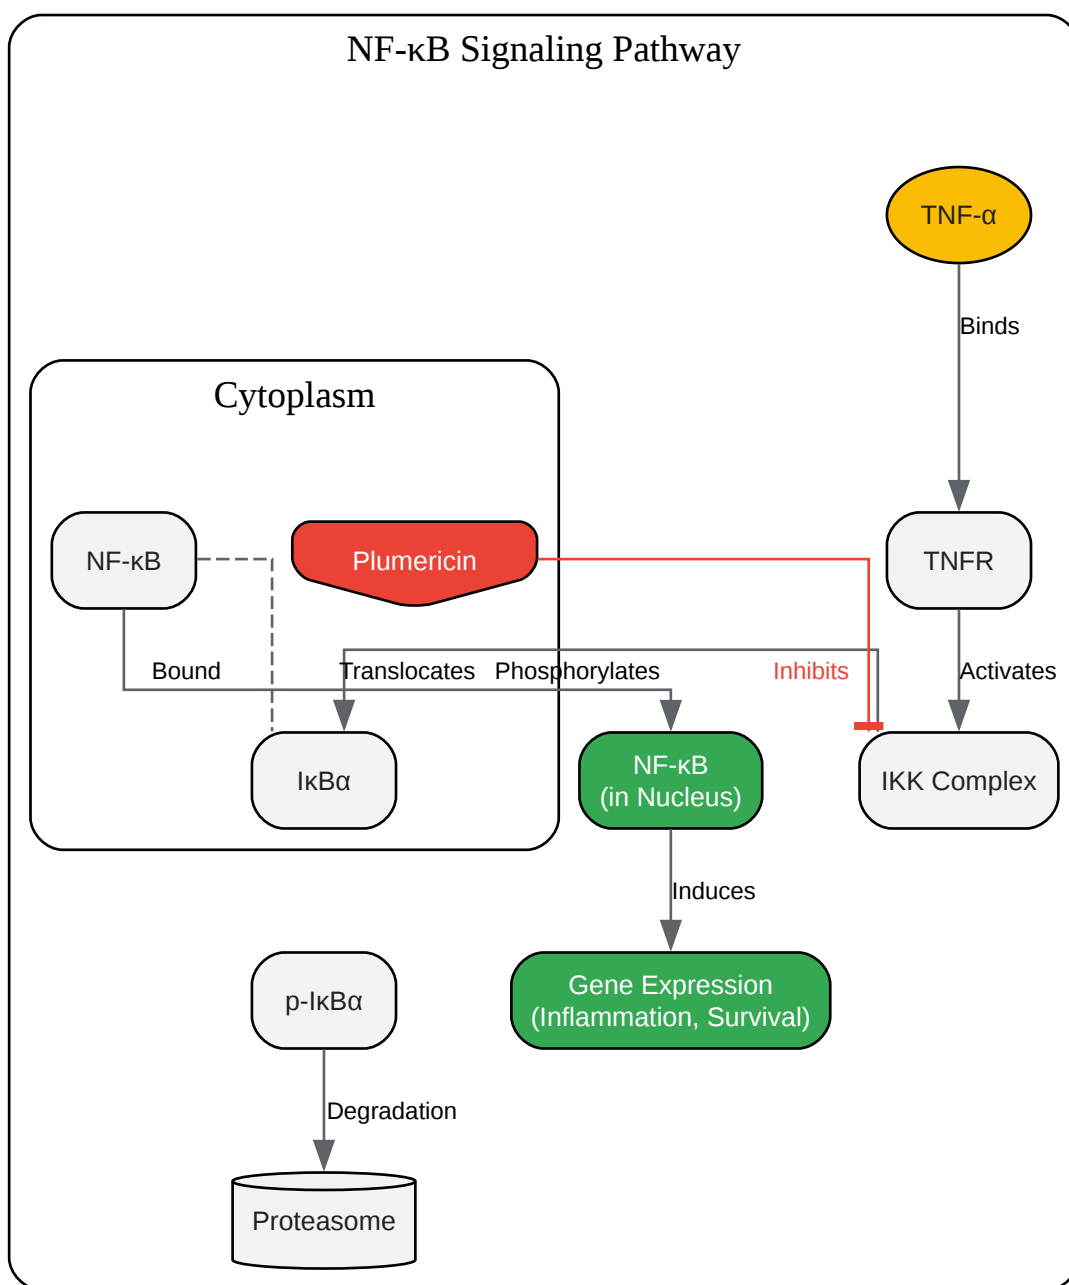 NF-κB Signaling Pathway
TNF-α
Binds
Cytoplasm
NF-κB
Plumericin
TNFR
Bound
Translocates
Phosphorylates
Inhibits
Activates
IκBα
NF-κB
(in Nucleus)
IKK Complex
Induces
p-IκBα
Gene Expression
(Inflammation, Survival)
Degradation
Proteasome